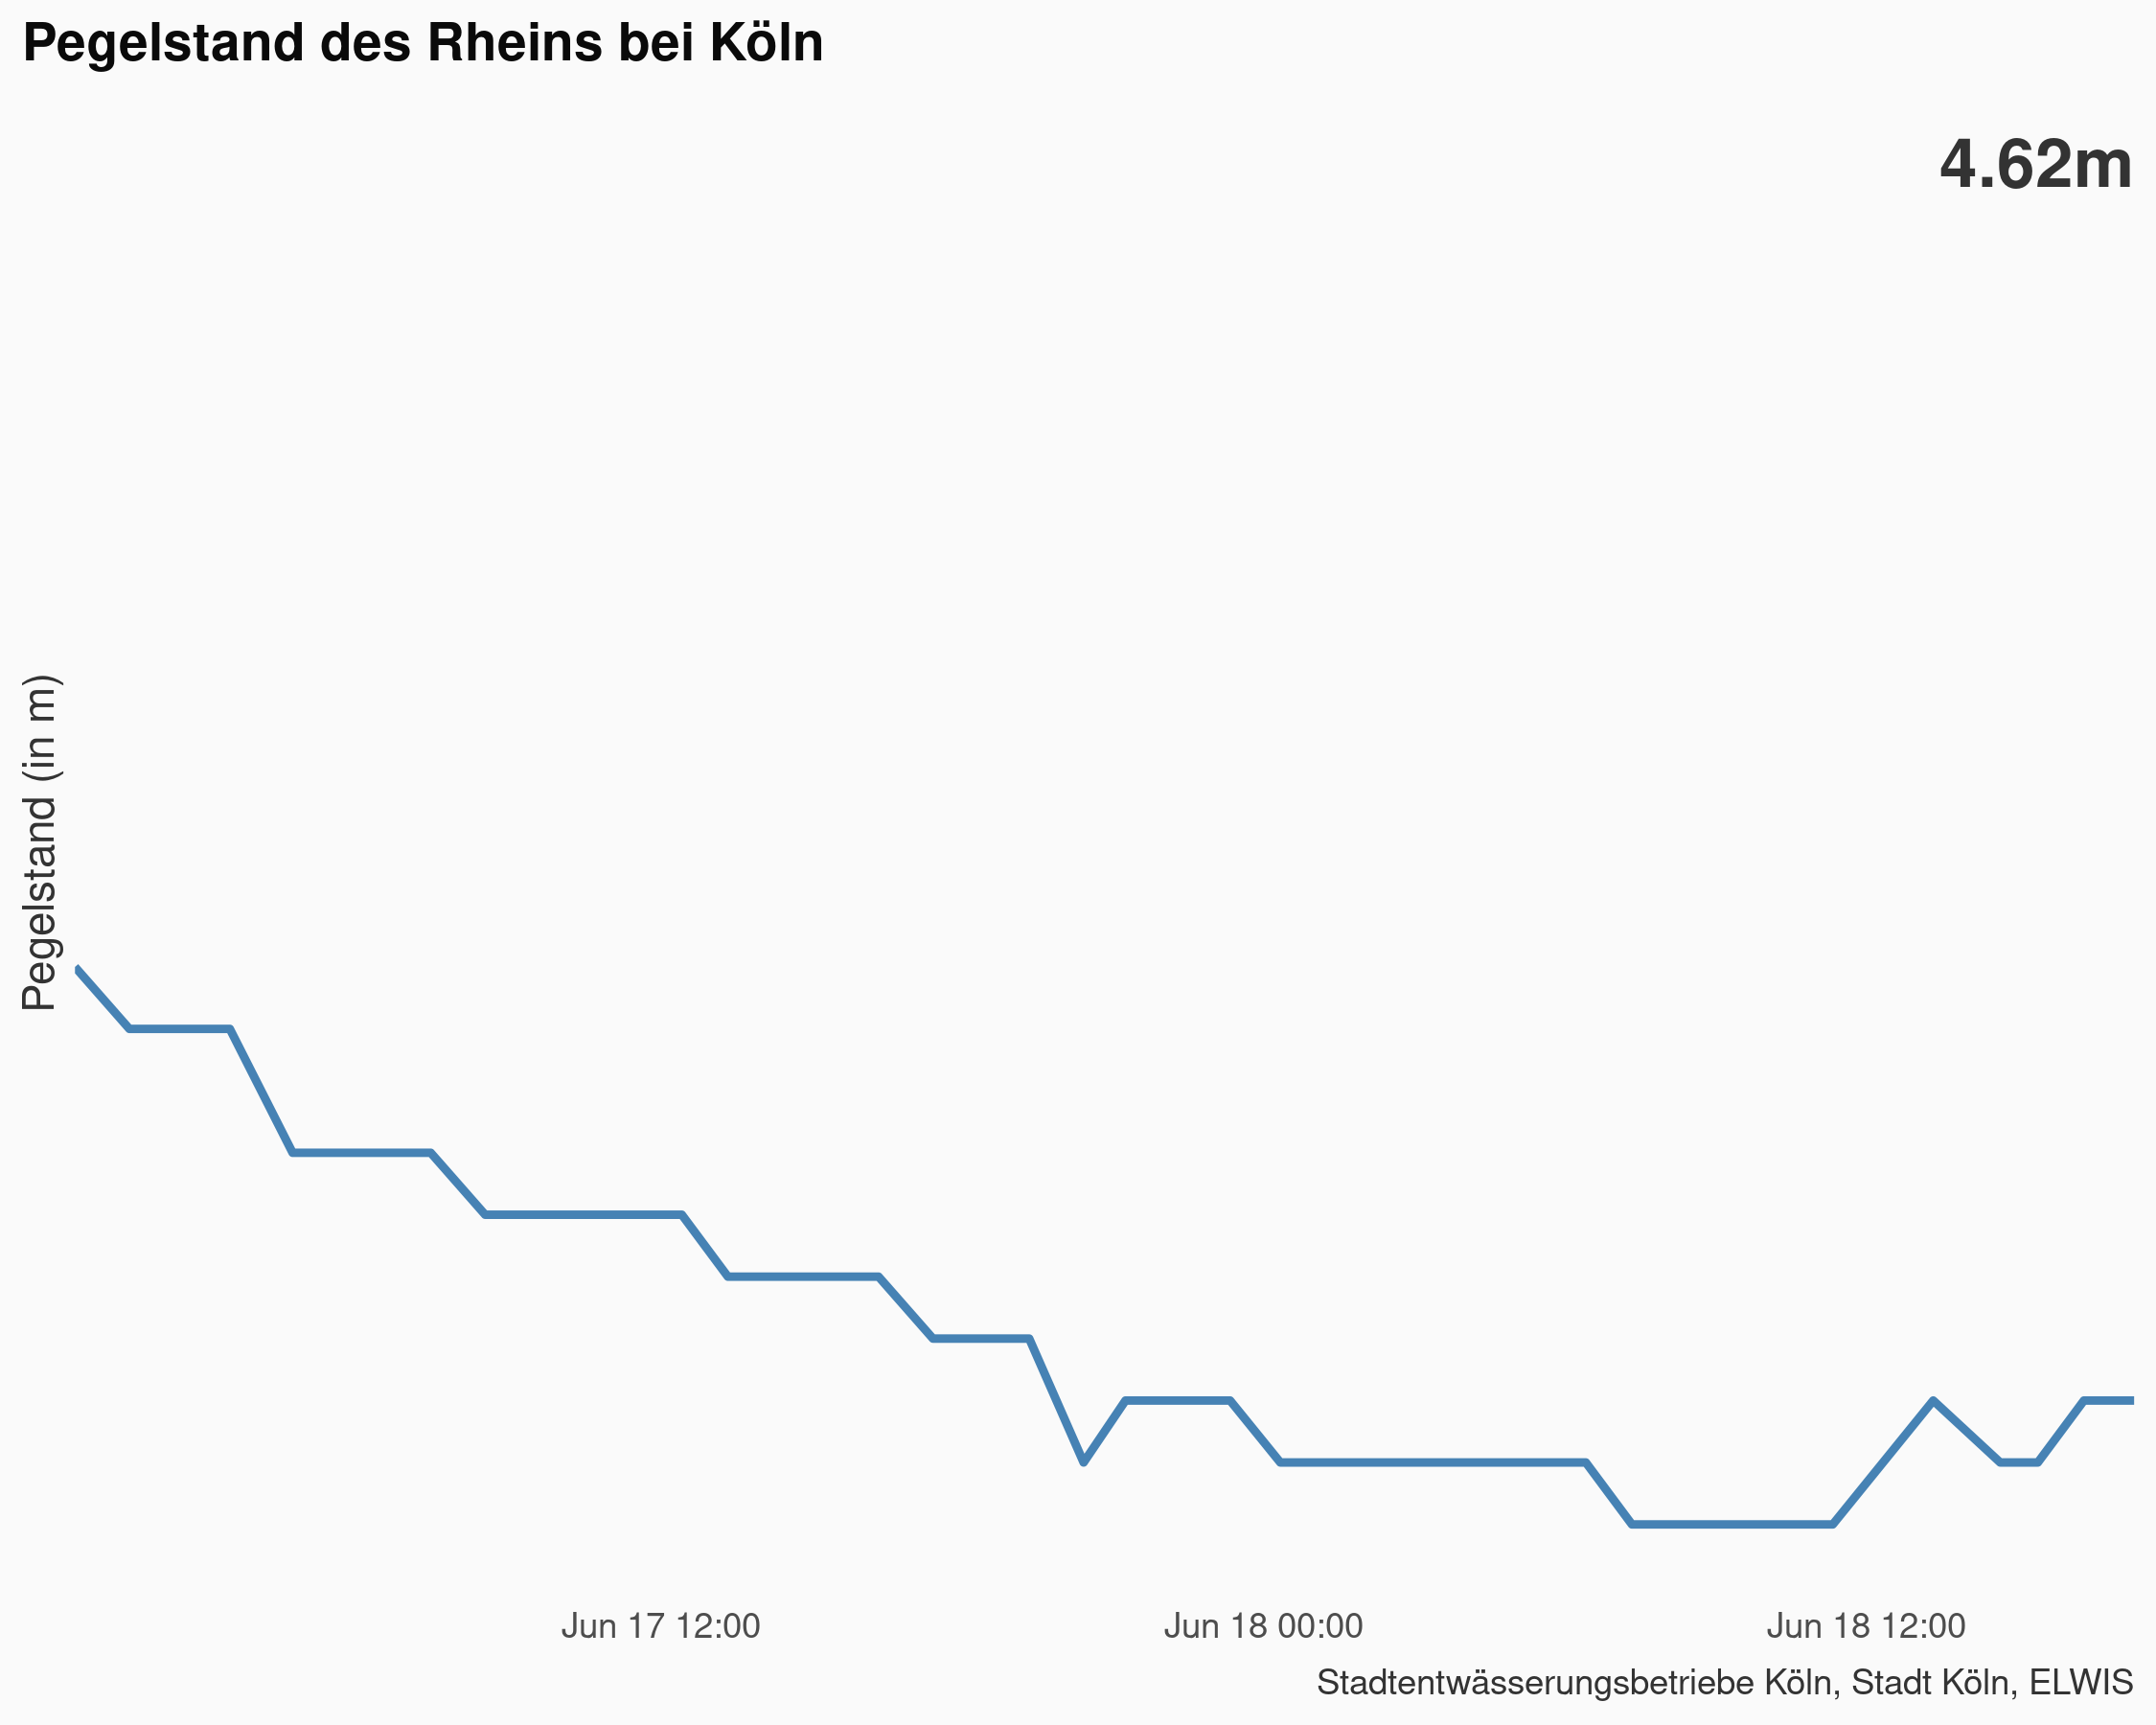 Pegelstand des Rheins bei Köln
4.62m
Pegelstand (in m)
Jun 17 12:00
Jun 18 00:00
Jun 18 12:00
Stadtentwässerungsbetriebe Köln, Stadt Köln, ELWIS